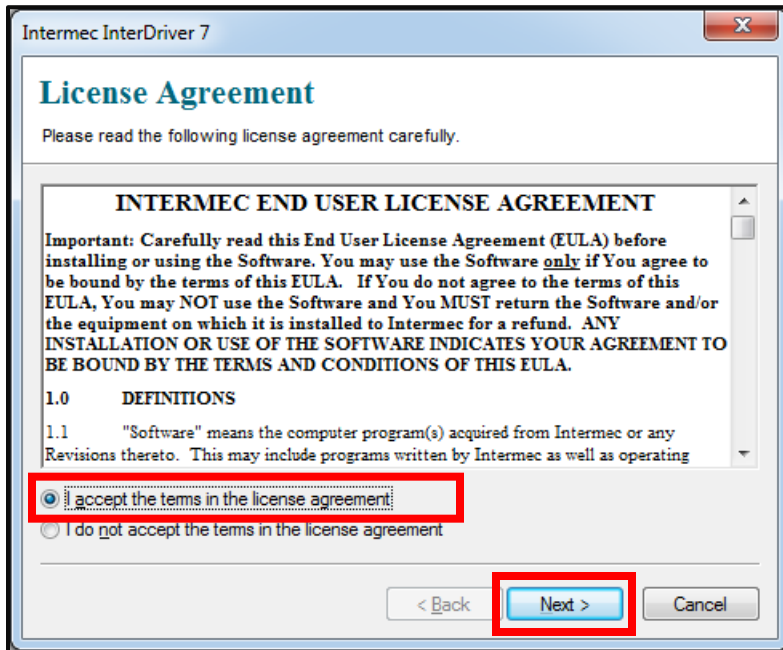 Intermec InterDriver 7
License Agreement
Please read the following license agreement carefully.
INTERMEC END USER LICENSE AGREEMENT
Important: Carefully read this End User License Agreement (EULA) before
installing or using the Software. You may use the Software only if You agree to
be bound by the terms of this EULA. If You do not agree to the terms of this
EULA, You may NOT use the Software and You MUST return the Software and/or
the equipment on which it is installed to Intermec for a refund. ANY
INSTALLATION OR USE OF THE SOFTWARE INDICATES YOUR AGREEMENT TO
BE BOUND BY THE TERMS AND CONDITIONS OF THIS EULA.
1.0 DEFINITIONS
1.1 "Software" means the computer program(s) acquired from Intermec or any
Revisions thereto. This may include programs written by Intermec as well as operating
I accept the terms in the license agreement
I do not accept the terms in the license agreement
< Back Next > Cancel